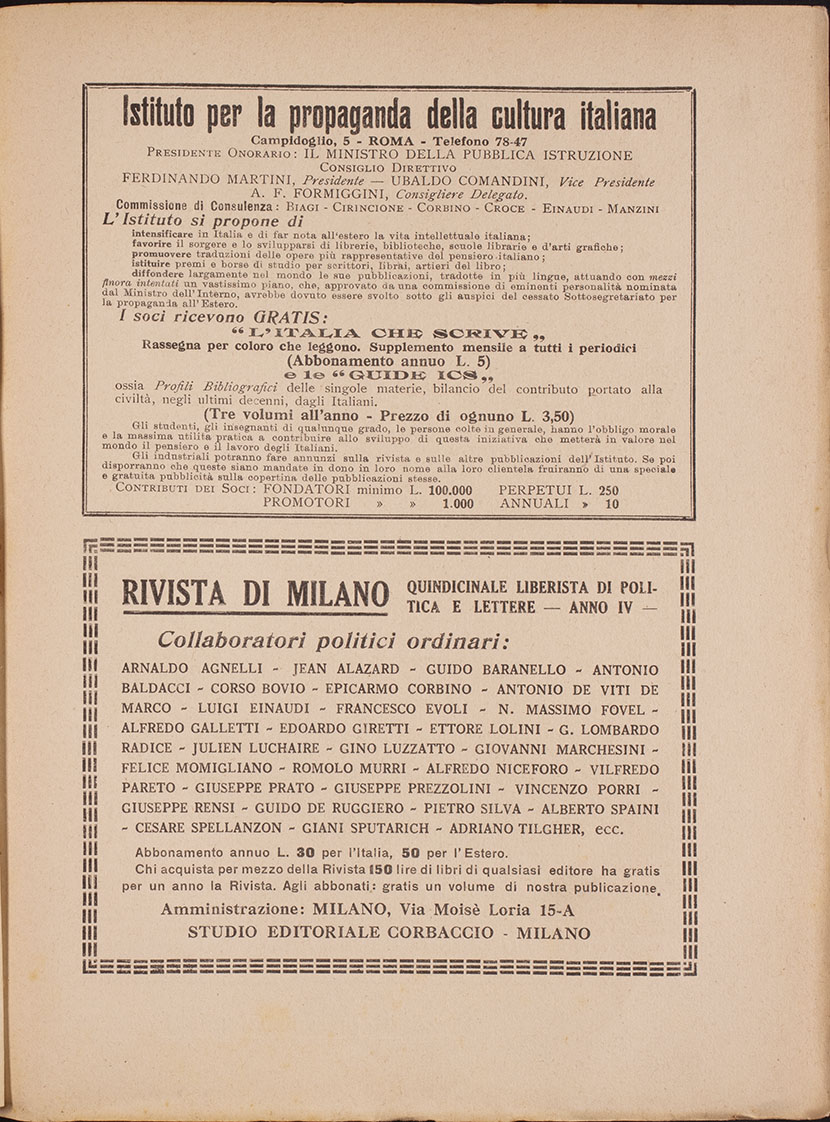 Istituto per la propaganda della cultura italiana
Campidoglio, 5 - ROMA - Telefono 78-47
PRESIDENTE ONORARIO: IL MINISTRO DELLA PUBBLICA ISTRUZIONE
CONSIGLIO DIRETTIVO
FERDINANDO MARTINI, Presidente — UBALDO COMANDINI, Vice Presidente
A. F. FORMIGGINI, Consigliere Delegato.
Commissione di Consulenza: BIAGI - CIRINCIONE - CORBINO - CROCE - EINAUDI - MANZINI
L'Istituto si propone di
intensificare in Italia e di far nota all'estero la vita intellettuale italiana;
favorire il sorgere e lo svilupparsi di librerie, biblioteche, scuole librarie e d'arti grafiche;
promuovere traduzioni delle opere più rappresentative del pensiero italiano;
istituire premi e borse di studio per scrittori, librai, artieri del libro;
diffondere largamente nel mondo le sue pubblicazioni, tradotte in più lingue, attuando con mezzi
finora intentati un vastissimo piano, che, approvato da una commissione di eminenti personalità nominata
dal Ministro dell'Interno, avrebbe dovuto essere svolto sotto gli auspici del cessato Sottosegretariato per
la propaganda all'Estero.
I soci ricevono GRATIS:
“L'ITALIA CHE SCRIVE„
Rassegna per coloro che leggono. Supplemento mensile a tutti i periodici
(Abbonamento annuo L. 5)
e le “GUIDE ICS„
ossia Profili Bibliografici delle singole materie, bilancio del contributo portato alla
civiltà, negli ultimi decenni, dagli Italiani.
(Tre volumi all'anno - Prezzo di ognuno L. 3,50)
Gli studenti, gli insegnanti di qualunque grado, le persone colte in generale, hanno l'obbligo morale
e la massima utilità pratica a contribuire allo sviluppo di questa iniziativa che metterà in valore nel
mondo il pensiero e il lavoro degli Italiani.
Gli industriali potranno fare annunzi sulla rivista e sulle altre pubblicazioni dell'Istituto. Se poi
disporranno che queste siano mandate in dono in loro nome alla loro clientela fruiranno di una speciale
e gratuita pubblicità sulla copertina delle pubblicazioni stesse.
CONTRIBUTI DEI SOCI: FONDATORI minimo L. 100.000 PERPETUI L. 250
PROMOTORI » » 1.000 ANNUALI » 10
RIVISTA DI MILANO QUINDICINALE LIBERISTA DI POLI-
TICA E LETTERE — ANNO IV —
Collaboratori politici ordinari:
ARNALDO AGNELLI - JEAN ALAZARD - GUIDO BARANELLO - ANTONIO
BALDACCI - CORSO BOVIO - EPICARMO CORBINO - ANTONIO DE VITI DE
MARCO - LUIGI EINAUDI - FRANCESCO EVOLI - N. MASSIMO FOVEL -
ALFREDO GALLETTI - EDOARDO GIRETTI - ETTORE LOLINI - G. LOMBARDO
RADICE - JULIEN LUCHAIRE - GINO LUZZATTO - GIOVANNI MARCHESINI -
FELICE MOMIGLIANO - ROMOLO MURRI - ALFREDO NICEFORO - VILFREDO
PARETO - GIUSEPPE PRATO - GIUSEPPE PREZZOLINI - VINCENZO PORRI -
GIUSEPPE RENSI - GUIDO DE RUGGIERO - PIETRO SILVA - ALBERTO SPAINI
- CESARE SPELLANZON - GIANI SPUTARICH - ADRIANO TILGHER, ecc.
Abbonamento annuo L. 30 per l'Italia, 50 per l'Estero.
Chi acquista per mezzo della Rivista 150 lire di libri di qualsiasi editore ha gratis
per un anno la Rivista. Agli abbonati: gratis un volume di nostra publicazione.
Amministrazione: MILANO, Via Moisè Loria 15-A
STUDIO EDITORIALE CORBACCIO - MILANO